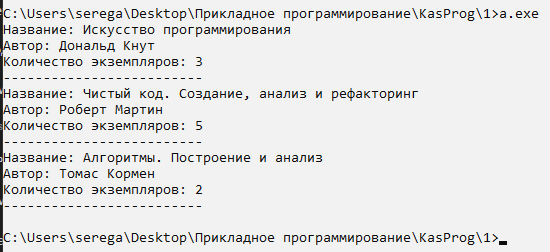 C:\Users\serega\Desktop\Прикладное программирование\KasProg\1>a.exe
Название: Искусство программирования
Автор: Дональд Кнут
Количество экземпляров: 3
-------------------------
Название: Чистый код. Создание, анализ и рефакторинг
Автор: Роберт Мартин
Количество экземпляров: 5
-------------------------
Название: Алгоритмы. Построение и анализ
Автор: Томас Кормен
Количество экземпляров: 2
-------------------------
C:\Users\serega\Desktop\Прикладное программирование\KasProg\1>